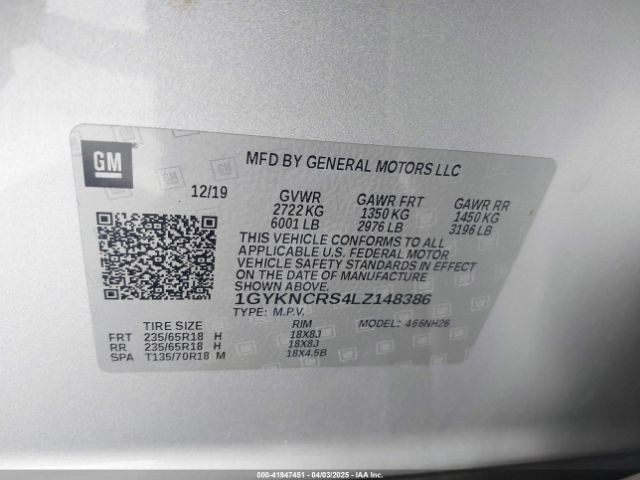 GM
MFD BY GENERAL MOTORS LLC
12/19 GVWR GAWR FRT GAWR RR
2722 KG 1350 KG 1450 KG
6001 LB 2976 LB 3196 LB
THIS VEHICLE CONFORMS TO ALL
APPLICABLE U.S. FEDERAL MOTOR
VEHICLE SAFETY STANDARDS IN EFFECT
ON THE DATE OF MANUFACTURE
SHOWN ABOVE.
1GYKNCRS4LZ148386
TYPE: M.P.V. MODEL: 466NH26
TIRE SIZE RIM
FRT 235/65R18 H 18X8J
RR 235/65R18 H 18X8J
SPA T135/70R18 M 18X4.5B
000-41947451 | 04/03/2025 - IAA Corp.